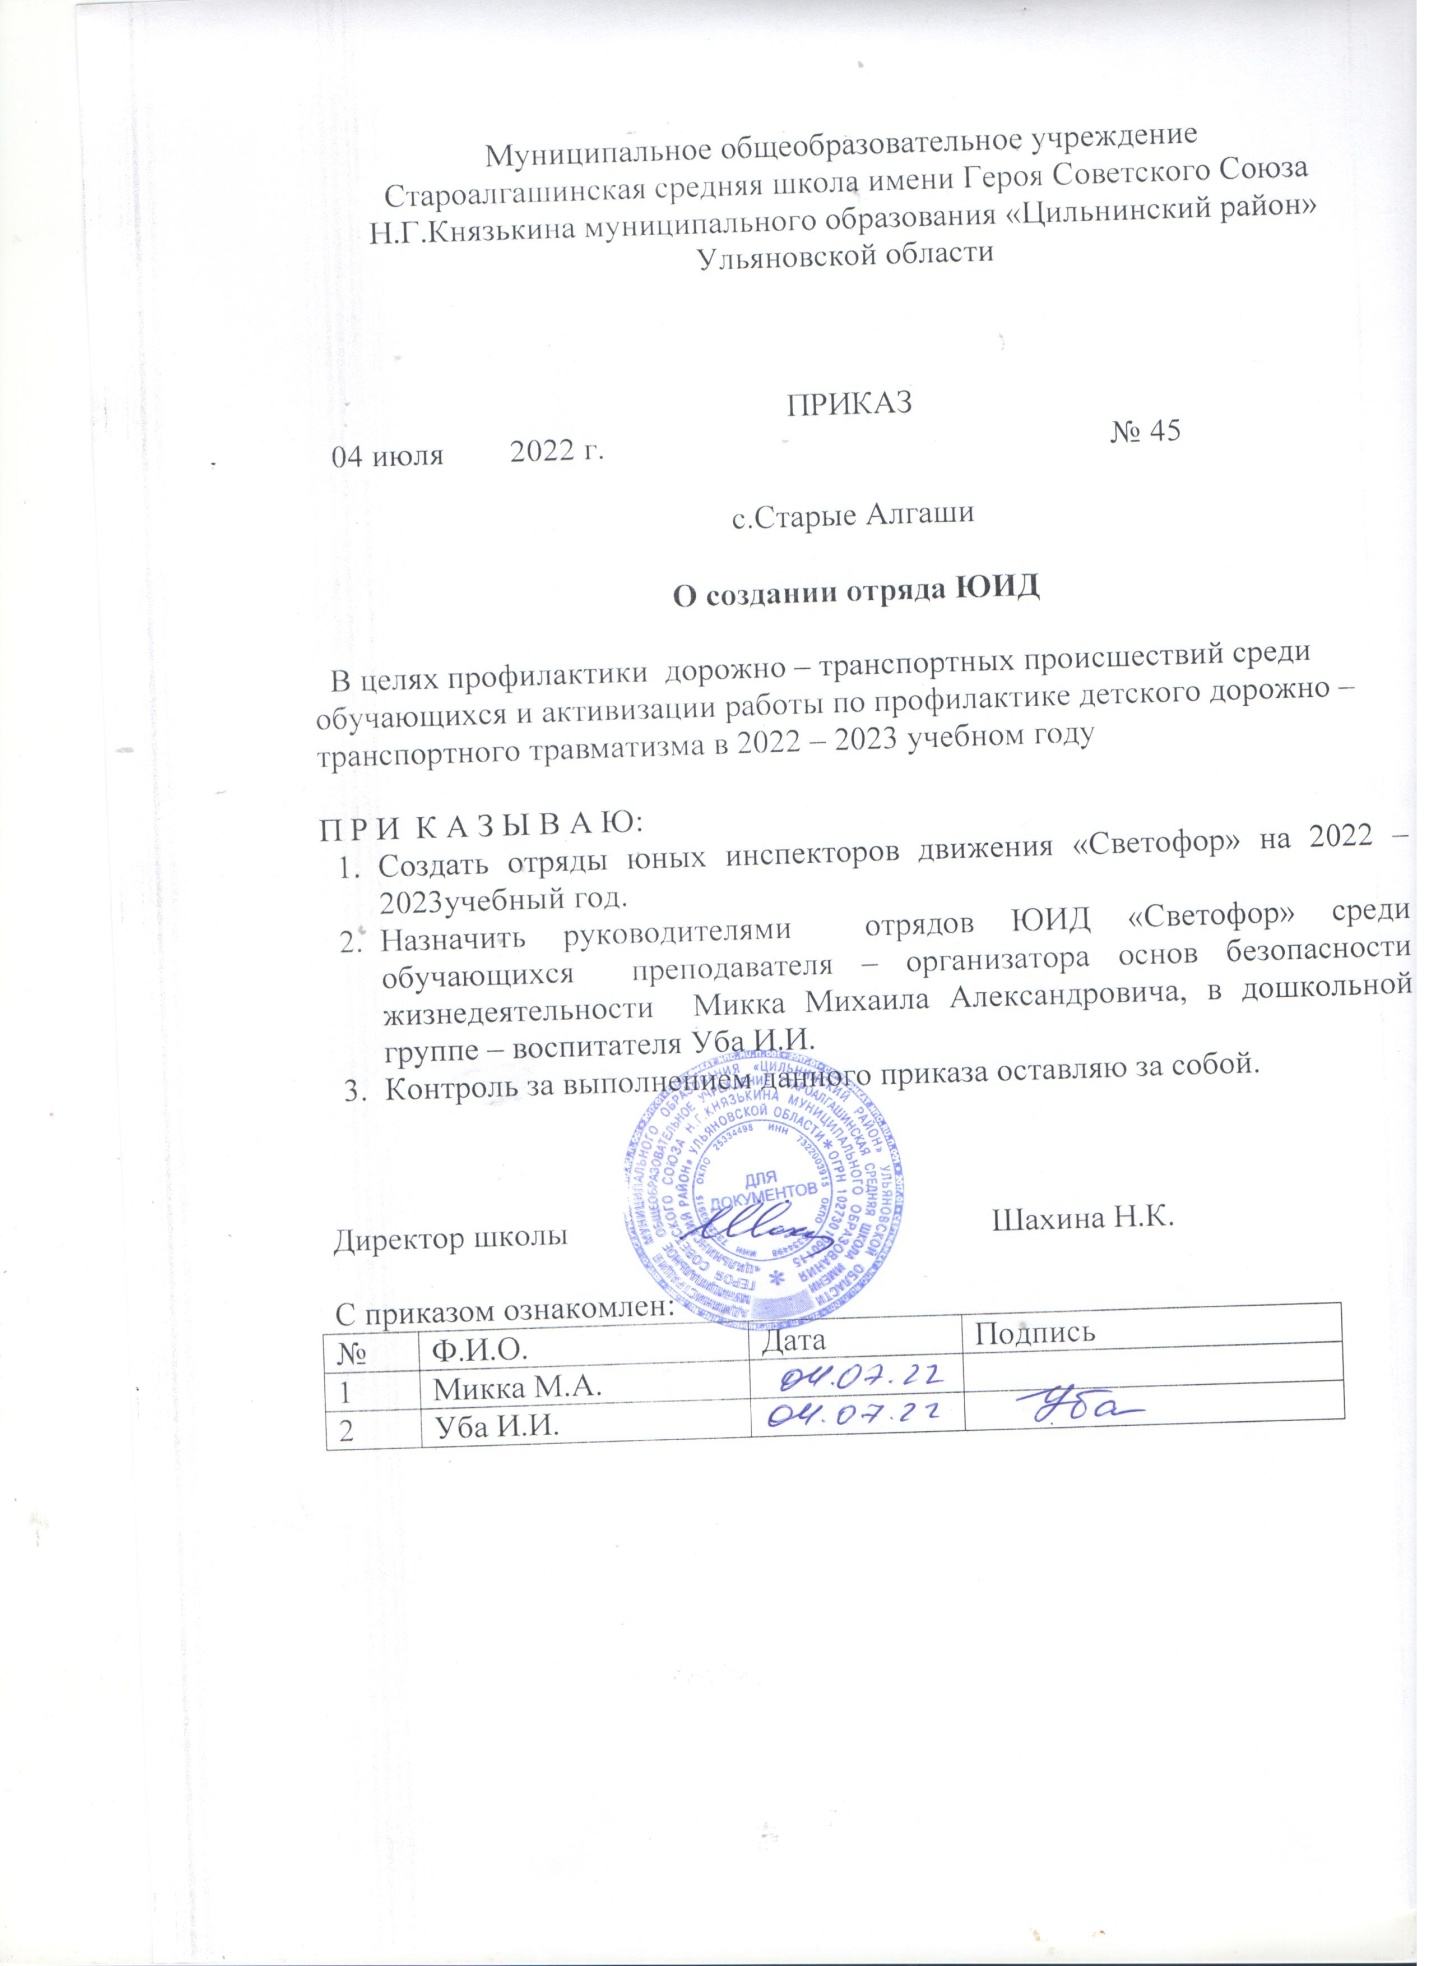 Муниципальное общеобразовательное учреждение
Староалгашинская средняя школа имени Героя Советского Союза
Н.Г.Князькина муниципального образования «Цильнинский район»
Ульяновской области
ПРИКАЗ
04 июля 2022 г. № 45
с.Старые Алгаши
О создании отряда ЮИД
В целях профилактики дорожно – транспортных происшествий среди
обучающихся и активизации работы по профилактике детского дорожно –
транспортного травматизма в 2022 – 2023 учебном году
П Р И К А З Ы В А Ю:
1. Создать отряды юных инспекторов движения «Светофор» на 2022 –
2023учебный год.
2. Назначить руководителями отрядов ЮИД «Светофор» среди
обучающихся преподавателя – организатора основ безопасности
жизнедеятельности Микка Михаила Александровича, в дошкольной
группе – воспитателя Уба И.И.
3. Контроль за выполнением данного приказа оставляю за собой.
ДЛЯ
ДОКУМЕНТОВ
Директор школы Шахина Н.К.
С приказом ознакомлен:
№ Ф.И.О. Дата Подпись
1 Микка М.А. 04.07.22
2 Уба И.И. 04.07.22 Уба